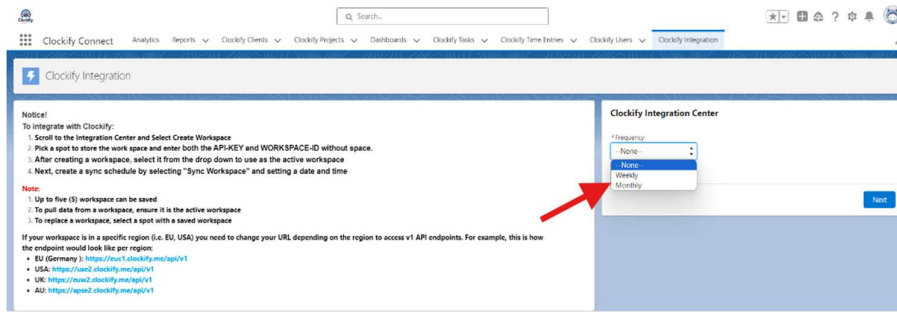 Clockify
Search...
Clockify Connect Analytics Reports Clockify Clients Clockify Projects Dashboards Clockify Tasks Clockify Time Entries Clockify Users Clockify Integration
Clockify Integration
Notice!
To integrate with Clockify:
1. Scroll to the Integration Center and Select Create Workspace
2. Pick a spot to store the work space and enter both the API-KEY and WORKSPACE-ID without space.
3. After creating a workspace, select it from the drop down to use as the active workspace
4. Next, create a sync schedule by selecting "Sync Workspace" and setting a date and time
Note:
1. Up to five (5) workspace can be saved
2. To pull data from a workspace, ensure it is the active workspace
3. To replace a workspace, select a spot with a saved workspace
If your workspace is in a specific region (i.e. EU, USA) you need to change your URL depending on the region to access v1 API endpoints. For example, this is how
the endpoint would look like per region:
• EU (Germany ): https://euc1.clockify.me/api/v1
• USA: https://use2.clockify.me/api/v1
• UK: https://euw2.clockify.me/api/v1
• AU: https://apse2.clockify.me/api/v1
Clockify Integration Center
*Frequency
--None--
--None--
Weekly
Monthly
Next